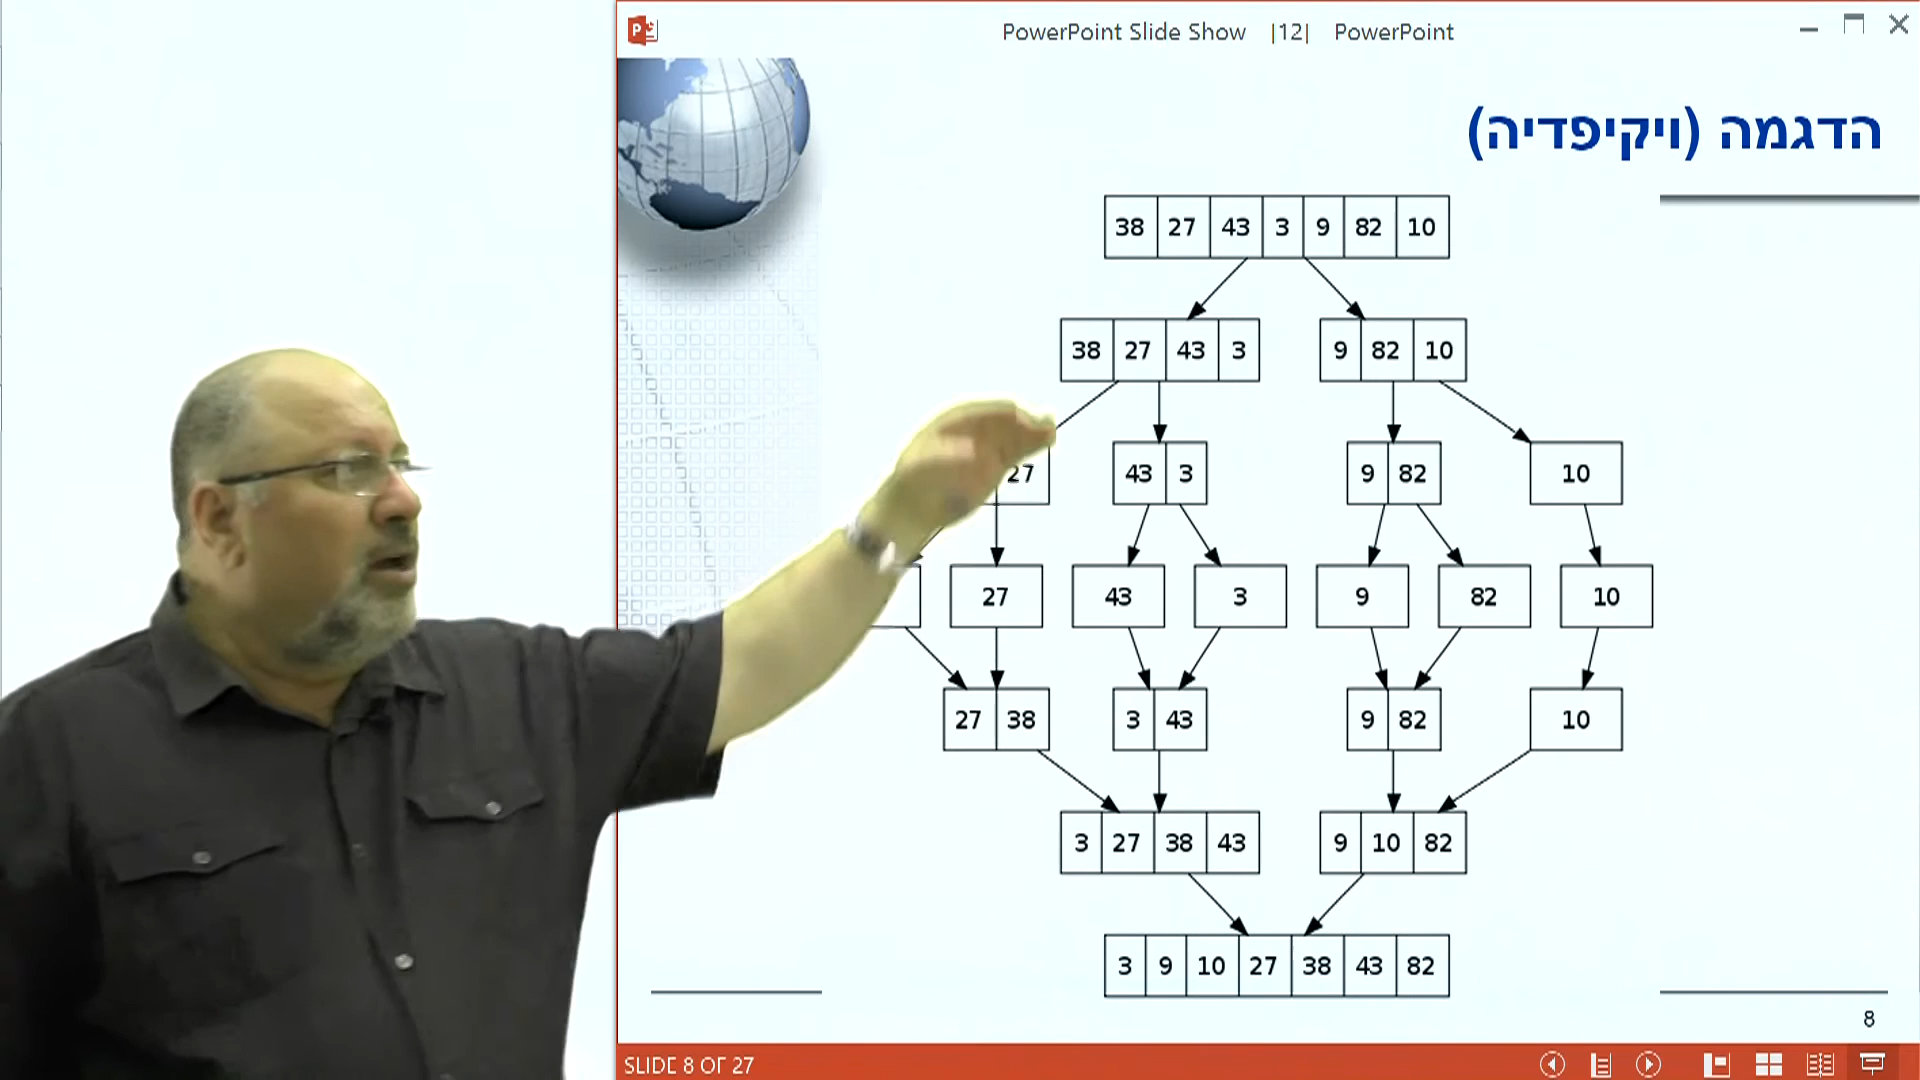 PowerPoint Slide Show |12| PowerPoint
הדגמה (ויקיפדיה)
38 27 43 3 9 82 10
38 27 43 3 9 82 10
27 43 3 9 82 10
27 43 3 9 82 10
27 38 3 43 9 82 10
3 27 38 43 9 10 82
3 9 10 27 38 43 82
8
SLIDE 8 OF 27